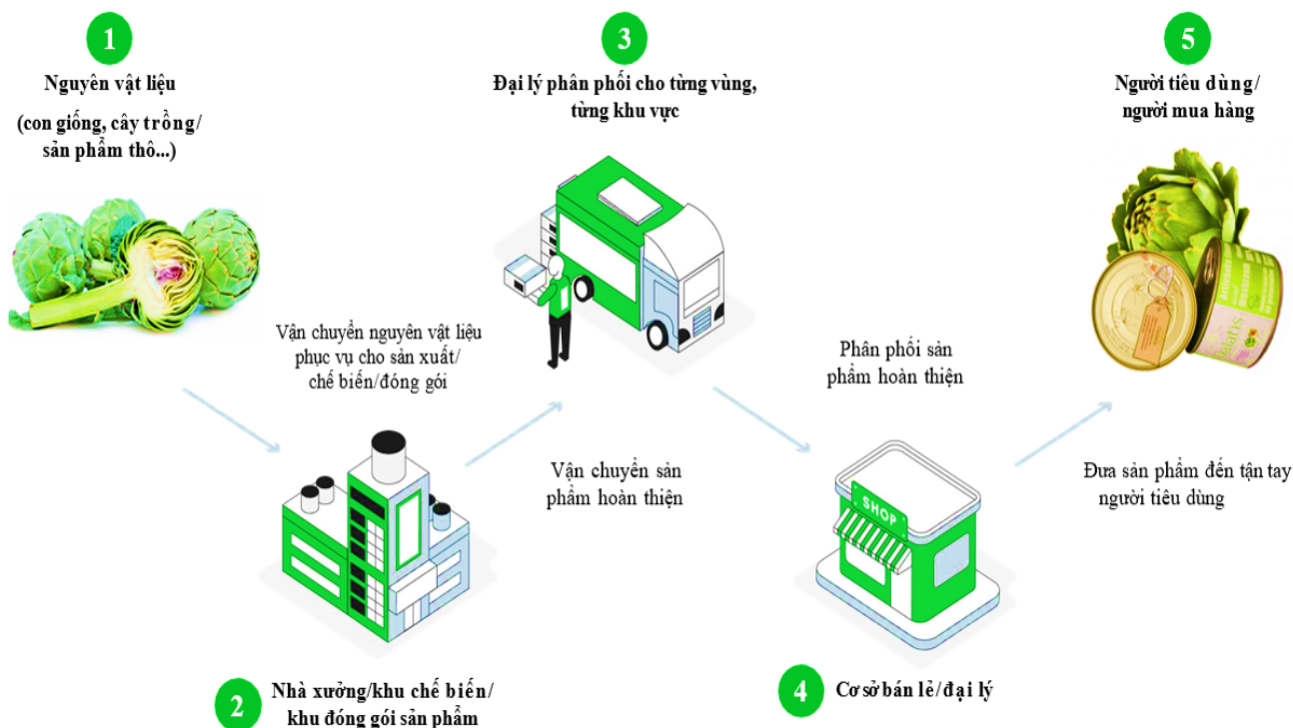 1
Nguyên vật liệu
(con giống, cây trồng/
sản phẩm thô...)
Vận chuyển nguyên vật liệu
phục vụ cho sản xuất/
chế biến/đóng gói
2
Nhà xưởng/khu chế biến/
khu đóng gói sản phẩm
Vận chuyển sản
phẩm hoàn thiện
3
Đại lý phân phối cho từng vùng,
từng khu vực
Phân phối sản
phẩm hoàn thiện
SHOP
4
Cơ sở bán lẻ/đại lý
Đưa sản phẩm đến tận tay
người tiêu dùng
5
Người tiêu dùng/
người mua hàng